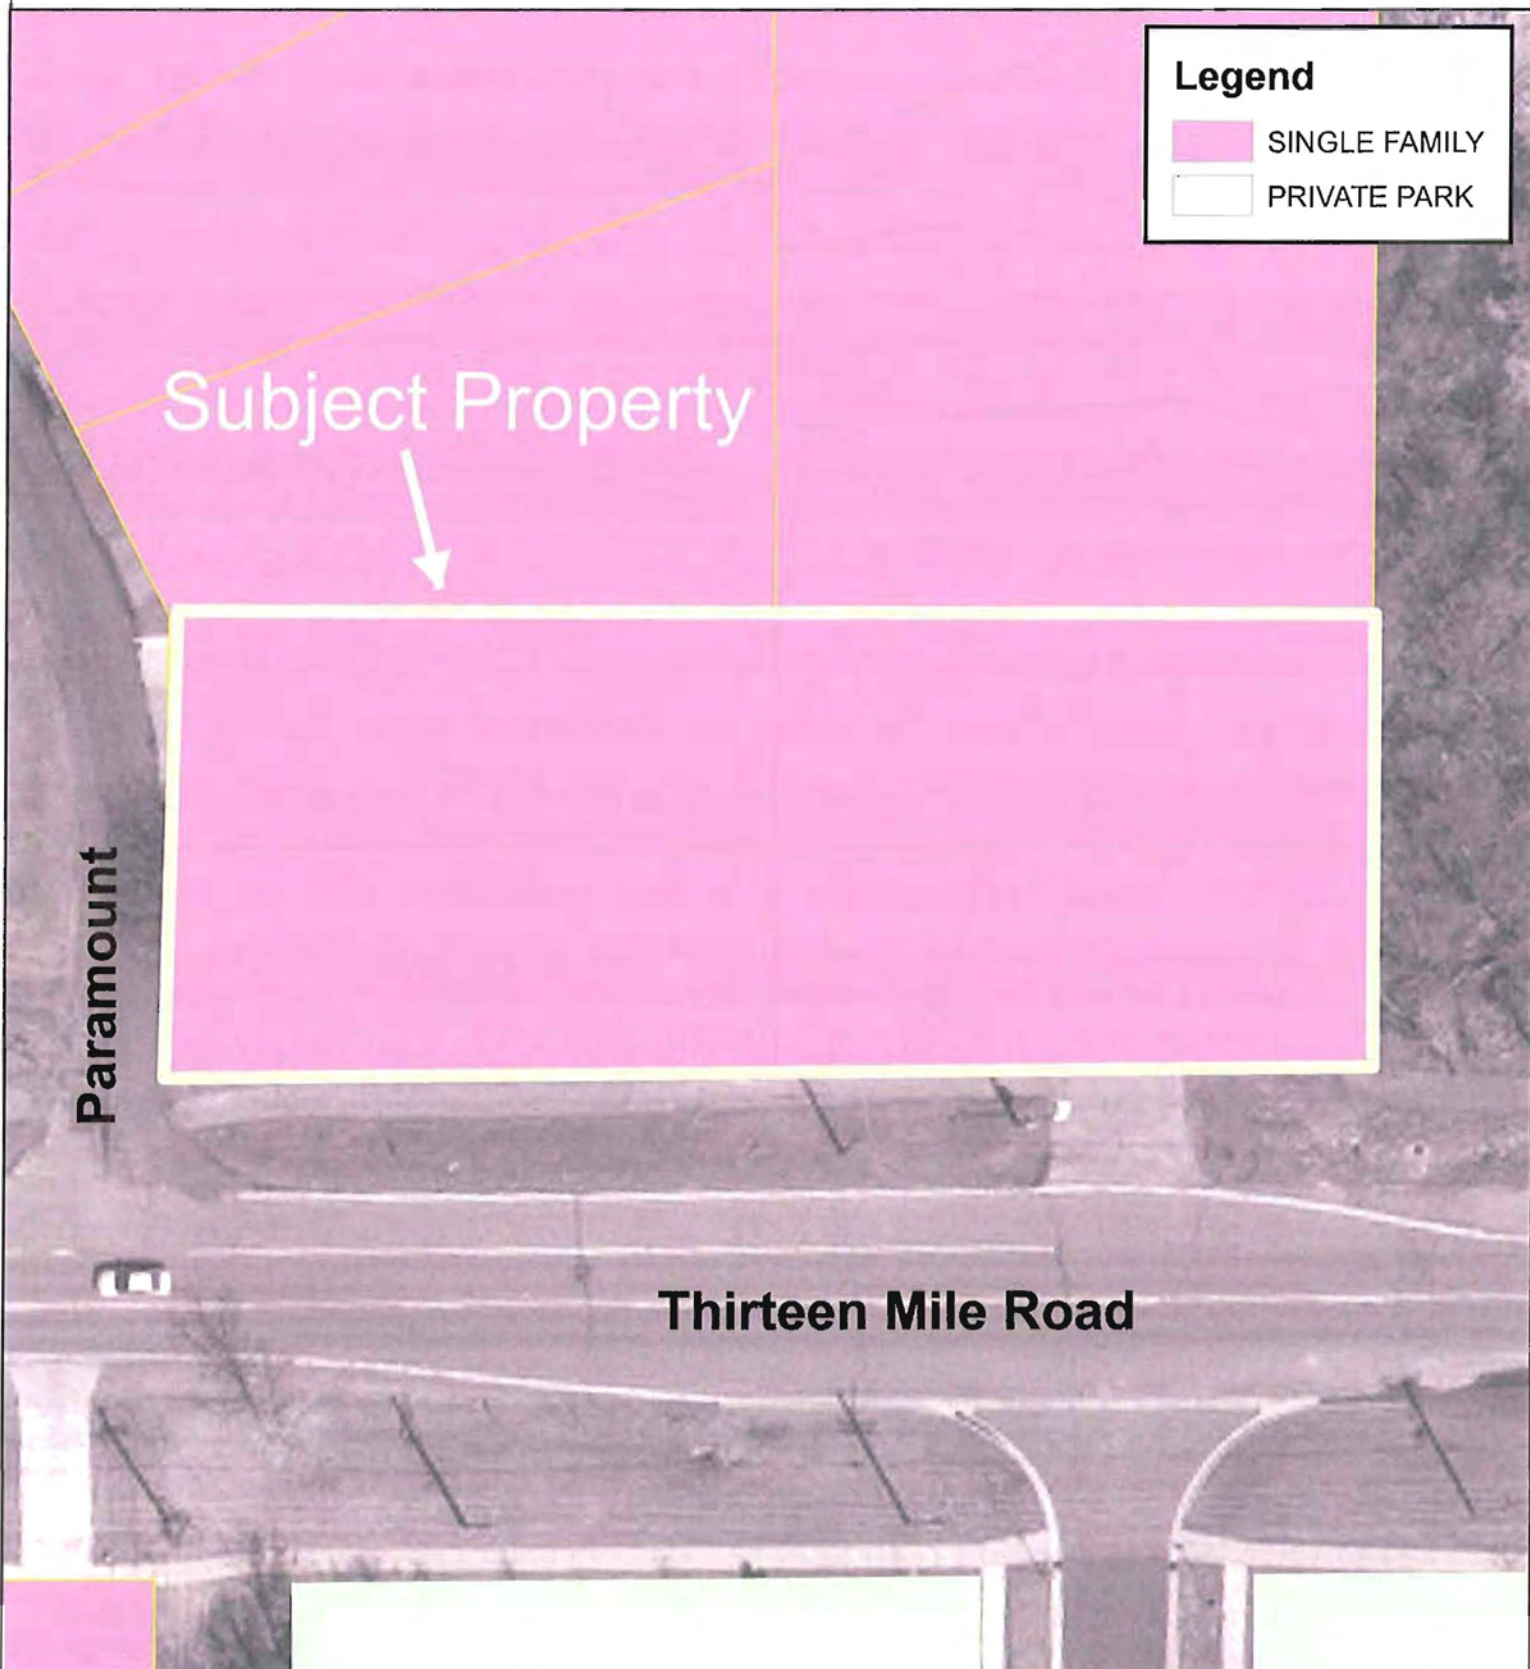 Legend
SINGLE FAMILY
PRIVATE PARK
Subject Property
Paramount
Thirteen Mile Road